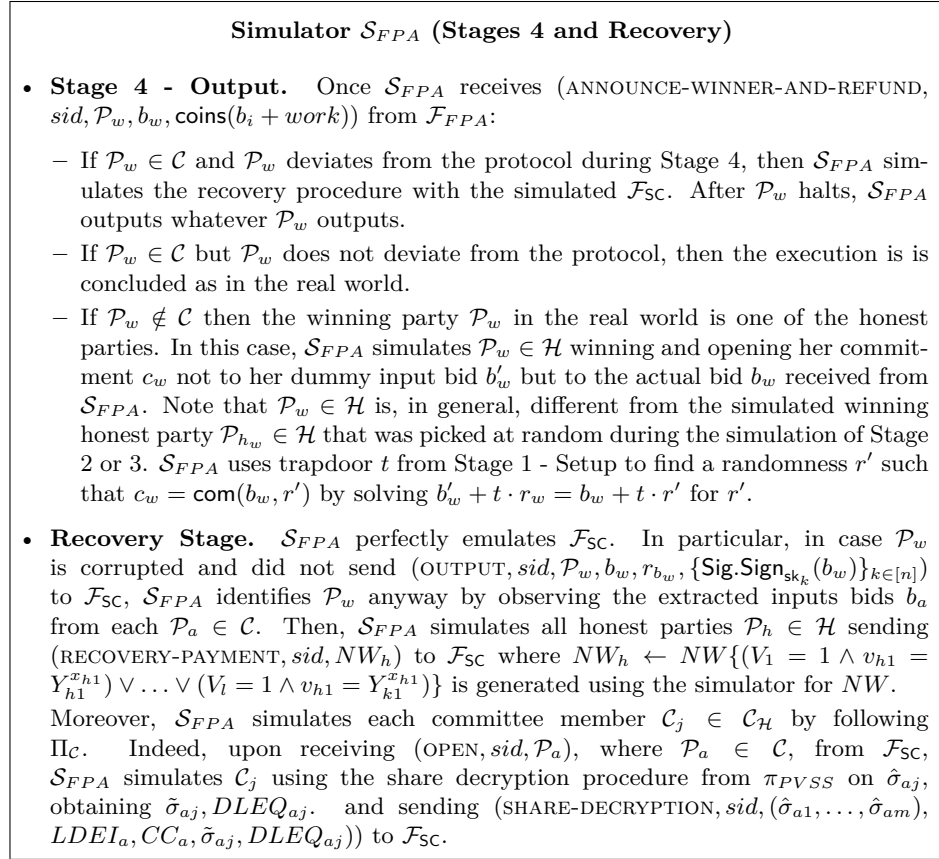 Simulator S_FPA (Stages 4 and Recovery)
• Stage 4 - Output. Once S_FPA receives (ANNOUNCE-WINNER-AND-REFUND,
sid, P_w, b_w, coins(b_i + work)) from F_FPA:
– If P_w ∈ C and P_w deviates from the protocol during Stage 4, then S_FPA sim-
ulates the recovery procedure with the simulated F_SC. After P_w halts, S_FPA
outputs whatever P_w outputs.
– If P_w ∈ C but P_w does not deviate from the protocol, then the execution is is
concluded as in the real world.
– If P_w ∉ C then the winning party P_w in the real world is one of the honest
parties. In this case, S_FPA simulates P_w ∈ H winning and opening her commit-
ment c_w not to her dummy input bid b'_w but to the actual bid b_w received from
S_FPA. Note that P_w ∈ H is, in general, different from the simulated winning
honest party P_{h_w} ∈ H that was picked at random during the simulation of Stage
2 or 3. S_FPA uses trapdoor t from Stage 1 - Setup to find a randomness r' such
that c_w = com(b_w, r') by solving b'_w + t · r_w = b_w + t · r' for r'.
• Recovery Stage. S_FPA perfectly emulates F_SC. In particular, in case P_w
is corrupted and did not send (OUTPUT, sid, P_w, b_w, r_{b_w}, {Sig.Sign_{sk_k}(b_w)}_{k∈[n]})
to F_SC, S_FPA identifies P_w anyway by observing the extracted inputs bids b_a
from each P_a ∈ C. Then, S_FPA simulates all honest parties P_h ∈ H sending
(RECOVERY-PAYMENT, sid, NW_h) to F_SC where NW_h ← NW{(V_1 = 1 ∧ v_{h1} =
Y_{h1}^{x_{h1}}) ∨ … ∨ (V_l = 1 ∧ v_{h1} = Y_{k1}^{x_{h1}})} is generated using the simulator for NW.
Moreover, S_FPA simulates each committee member C_j ∈ C_H by following
Π_C. Indeed, upon receiving (OPEN, sid, P_a), where P_a ∈ C, from F_SC,
S_FPA simulates C_j using the share decryption procedure from π_PVSS on σ̂_{aj},
obtaining σ̃_{aj}, DLEQ_{aj}. and sending (SHARE-DECRYPTION, sid, (σ̂_{a1}, …, σ̂_{am}),
LDEI_a, CC_a, σ̃_{aj}, DLEQ_{aj})) to F_SC.